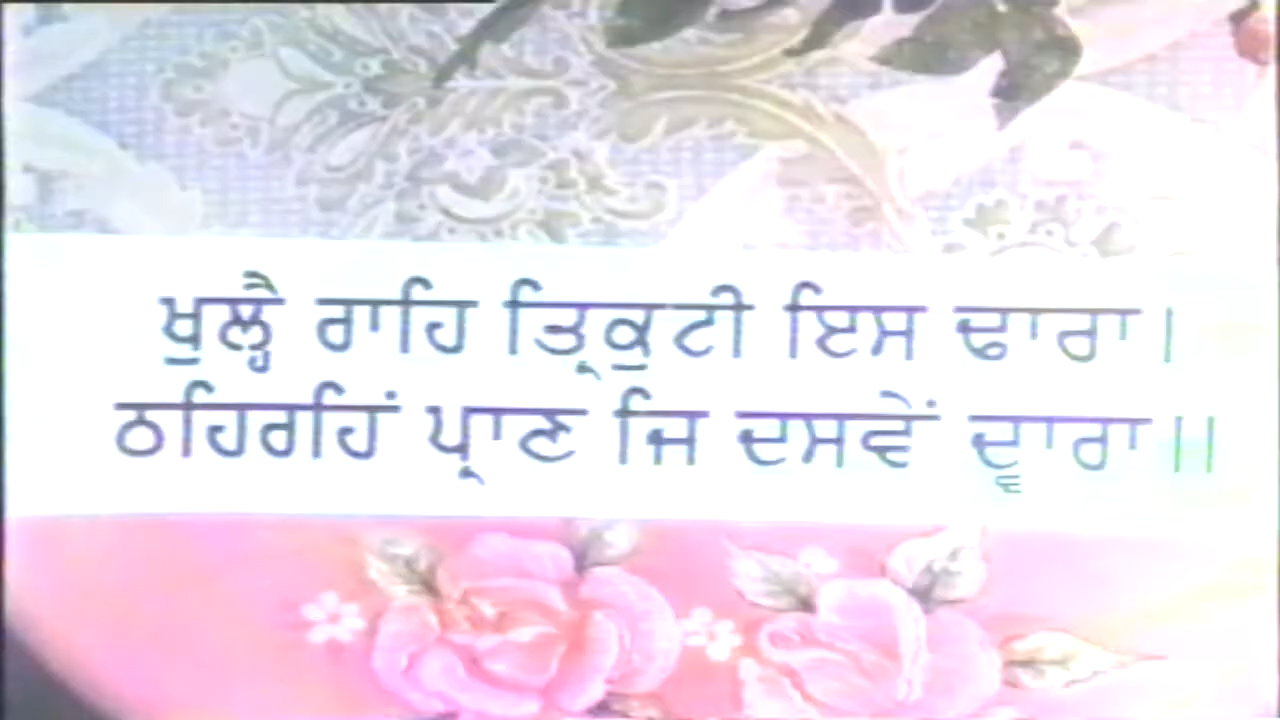 ਖੁਲ੍ਹੈ ਰਾਹਿ ਤ੍ਰਿਕੁਟੀ ਇਸ ਢਾਰਾ।
ਠਹਿਰਹਿਂ ਪ੍ਰਾਣ ਜਿ ਦਸਵੇਂ ਦ੍ਵਾਰਾ।।